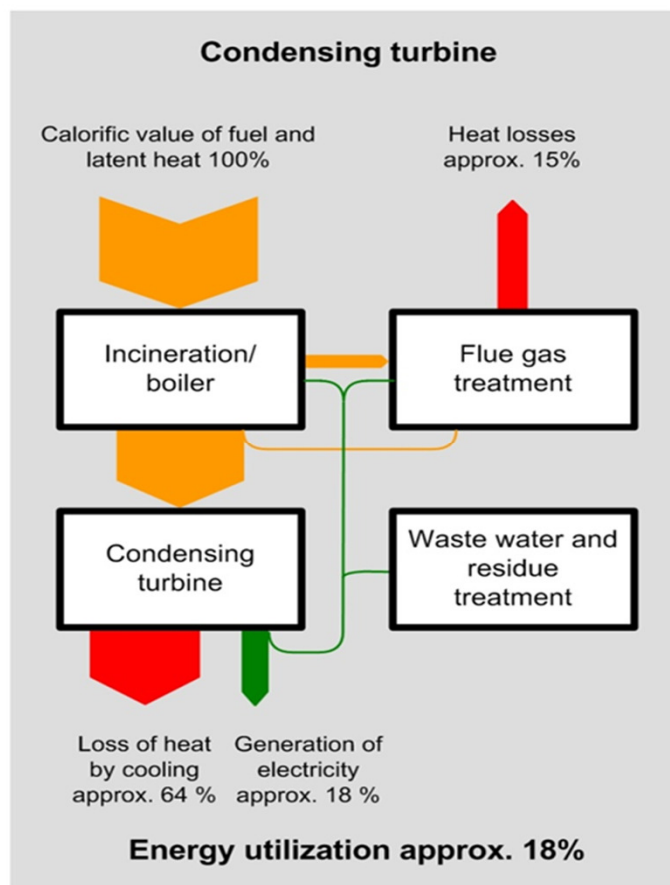 Condensing turbine
Calorific value of fuel and
latent heat 100%
Heat losses
approx. 15%
Incineration/
boiler
Flue gas
treatment
Condensing
turbine
Waste water and
residue
treatment
Loss of heat
by cooling
approx. 64 %
Generation of
electricity
approx. 18 %
Energy utilization approx. 18%